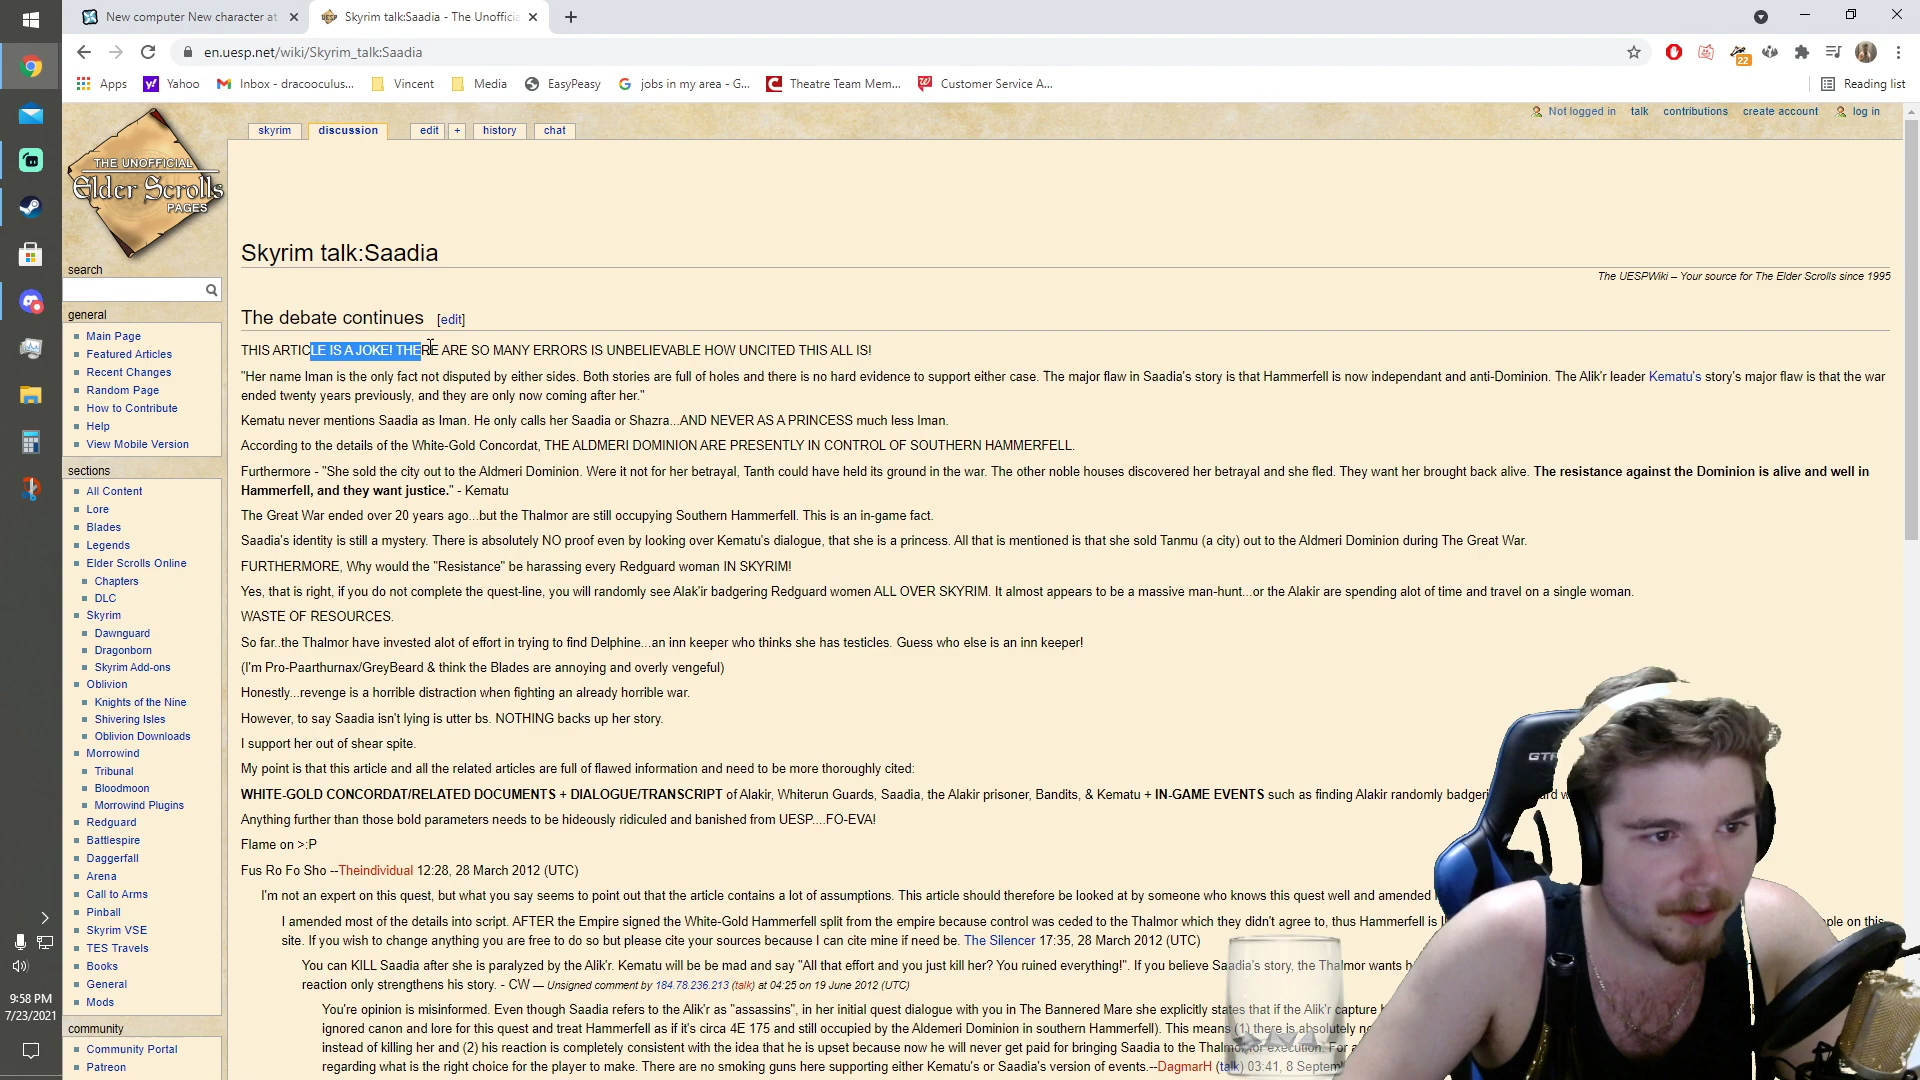 New computer New character at
Skyrim talk:Saadia - The Unoffici
en.uesp.net/wiki/Skyrim_talk:Saadia
22
Apps Yahoo Inbox - dracooculus... Vincent Media EasyPeasy jobs in my area - G... Theatre Team Mem... Customer Service A... Reading list
Not logged in talk contributions create account log in
skyrim discussion edit + history chat
THE UNOFFICIAL
Elder Scrolls
PAGES
Skyrim talk:Saadia
The UESPWiki – Your source for The Elder Scrolls since 1995
search
general
Main Page
Featured Articles
Recent Changes
Random Page
How to Contribute
Help
View Mobile Version
sections
All Content
Lore
Blades
Legends
Elder Scrolls Online
Chapters
DLC
Skyrim
Dawnguard
Dragonborn
Skyrim Add-ons
Oblivion
Knights of the Nine
Shivering Isles
Oblivion Downloads
Morrowind
Tribunal
Bloodmoon
Morrowind Plugins
Redguard
Battlespire
Daggerfall
Arena
Call to Arms
Pinball
Skyrim VSE
TES Travels
Books
General
Mods
community
Community Portal
Patreon
The debate continues [edit]
THIS ARTICLE IS A JOKE! THERE ARE SO MANY ERRORS IS UNBELIEVABLE HOW UNCITED THIS ALL IS!
"Her name Iman is the only fact not disputed by either sides. Both stories are full of holes and there is no hard evidence to support either case. The major flaw in Saadia's story is that Hammerfell is now independant and anti-Dominion. The Alik'r leader Kematu's story's major flaw is that the war
ended twenty years previously, and they are only now coming after her."
Kematu never mentions Saadia as Iman. He only calls her Saadia or Shazra...AND NEVER AS A PRINCESS much less Iman.
According to the details of the White-Gold Concordat, THE ALDMERI DOMINION ARE PRESENTLY IN CONTROL OF SOUTHERN HAMMERFELL.
Furthermore - "She sold the city out to the Aldmeri Dominion. Were it not for her betrayal, Tanth could have held its ground in the war. The other noble houses discovered her betrayal and she fled. They want her brought back alive. The resistance against the Dominion is alive and well in
Hammerfell, and they want justice." - Kematu
The Great War ended over 20 years ago...but the Thalmor are still occupying Southern Hammerfell. This is an in-game fact.
Saadia's identity is still a mystery. There is absolutely NO proof even by looking over Kematu's dialogue, that she is a princess. All that is mentioned is that she sold Tanmu (a city) out to the Aldmeri Dominion during The Great War.
FURTHERMORE, Why would the "Resistance" be harassing every Redguard woman IN SKYRIM!
Yes, that is right, if you do not complete the quest-line, you will randomly see Alak'ir badgering Redguard women ALL OVER SKYRIM. It almost appears to be a massive man-hunt...or the Alakir are spending alot of time and travel on a single woman.
WASTE OF RESOURCES.
So far..the Thalmor have invested alot of effort in trying to find Delphine...an inn keeper who thinks she has testicles. Guess who else is an inn keeper!
(I'm Pro-Paarthurnax/GreyBeard & think the Blades are annoying and overly vengeful)
Honestly...revenge is a horrible distraction when fighting an already horrible war.
However, to say Saadia isn't lying is utter bs. NOTHING backs up her story.
I support her out of shear spite.
My point is that this article and all the related articles are full of flawed information and need to be more thoroughly cited:
WHITE-GOLD CONCORDAT/RELATED DOCUMENTS + DIALOGUE/TRANSCRIPT of Alakir, Whiterun Guards, Saadia, the Alakir prisoner, Bandits, & Kematu + IN-GAME EVENTS such as finding Alakir randomly badgeri
Anything further than those bold parameters needs to be hideously ridiculed and banished from UESP....FO-EVA!
Flame on >:P
Fus Ro Fo Sho --Theindividual 12:28, 28 March 2012 (UTC)
I'm not an expert on this quest, but what you say seems to point out that the article contains a lot of assumptions. This article should therefore be looked at by someone who knows this quest well and amended
I amended most of the details into script. AFTER the Empire signed the White-Gold Hammerfell split from the empire because control was ceded to the Thalmor which they didn't agree to, thus Hammerfell is ple on this
site. If you wish to change anything you are free to do so but please cite your sources because I can cite mine if need be. The Silencer 17:35, 28 March 2012 (UTC)
You can KILL Saadia after she is paralyzed by the Alik'r. Kematu will be be mad and say "All that effort and you just kill her? You ruined everything!". If you believe Saadia's story, the Thalmor wants
reaction only strengthens his story. - CW — Unsigned comment by 184.78.236.213 (talk) at 04:25 on 19 June 2012 (UTC)
You're opinion is misinformed. Even though Saadia refers to the Alik'r as "assassins", in her initial quest dialogue with you in The Bannered Mare she explicitly states that if the Alik'r capture
ignored canon and lore for this quest and treat Hammerfell as if it's circa 4E 175 and still occupied by the Aldemeri Dominion in southern Hammerfell). This means (1) there is absolutely no
instead of killing her and (2) his reaction is completely consistent with the idea that he is upset because now he will never get paid for bringing Saadia to the Thalmor for execution. For a
regarding what is the right choice for the player to make. There are no smoking guns here supporting either Kematu's or Saadia's version of events.--DagmarH (talk) 03:41, 8 Septem
9:58 PM
7/23/2021